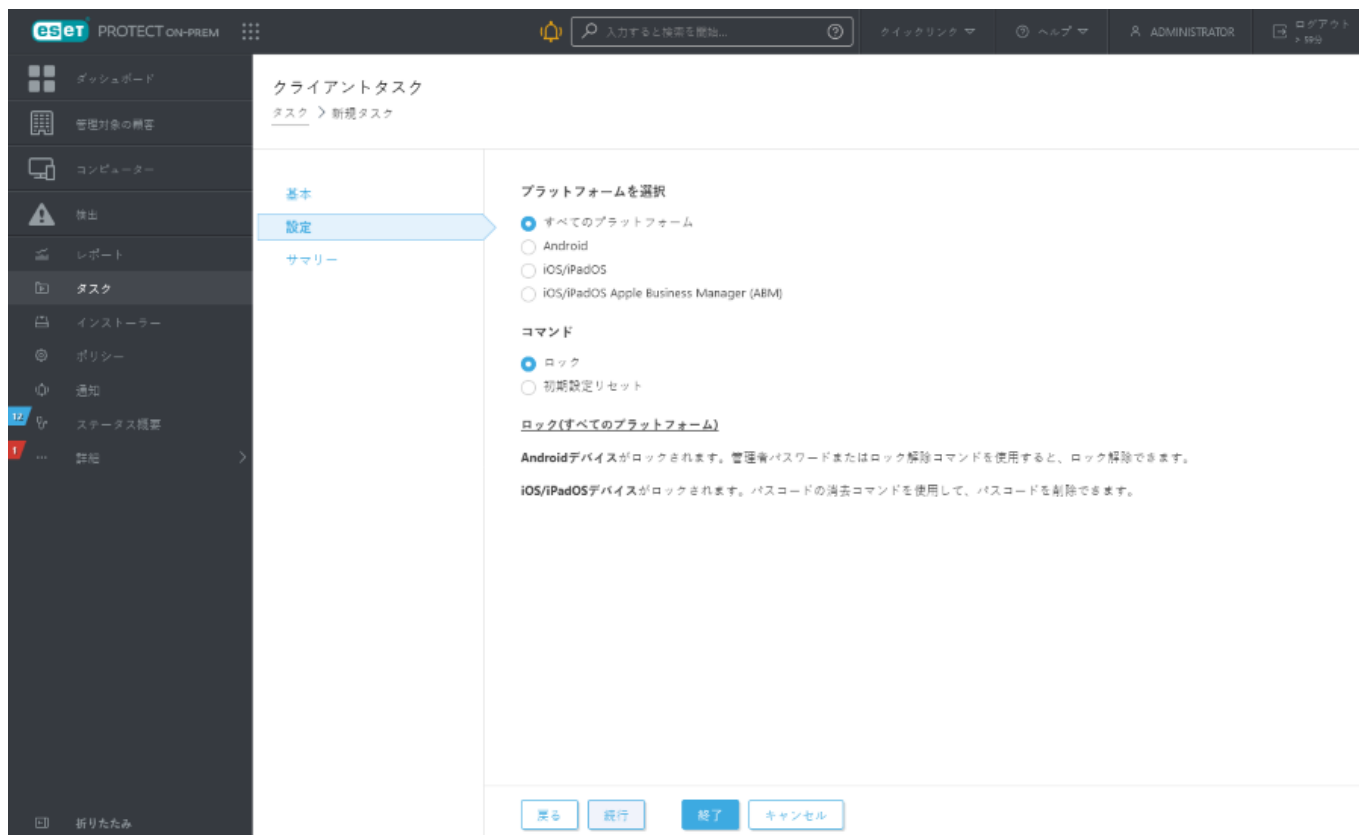 eset PROTECT ON-PREM
入力すると検索を開始...
クイックリンク
ヘルプ
ADMINISTRATOR
ログアウト
> 59分
ダッシュボード
管理対象の顧客
コンピューター
検出
レポート
タスク
インストーラー
ポリシー
通知
12
ステータス概要
1
詳細
折りたたみ
クライアントタスク
タスク > 新規タスク
基本
設定
サマリー
プラットフォームを選択
すべてのプラットフォーム
Android
iOS/iPadOS
iOS/iPadOS Apple Business Manager (ABM)
コマンド
ロック
初期設定リセット
ロック(すべてのプラットフォーム)
Androidデバイスがロックされます。管理者パスワードまたはロック解除コマンドを使用すると、ロック解除できます。
iOS/iPadOSデバイスがロックされます。パスコードの消去コマンドを使用して、パスコードを削除できます。
戻る
続行
終了
キャンセル